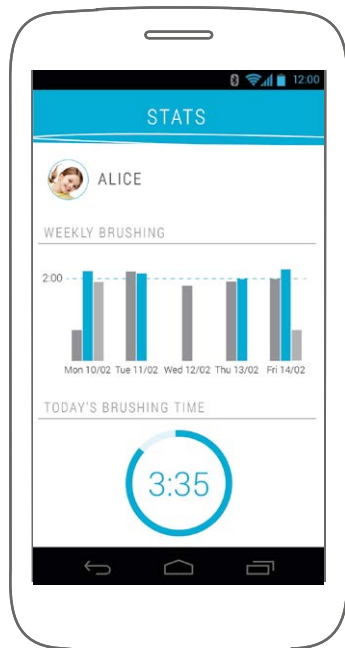 12:00
STATS
ALICE
WEEKLY BRUSHING
2:00
Mon 10/02 Tue 11/02 Wed 12/02 Thu 13/02 Fri 14/02
TODAY'S BRUSHING TIME
3:35